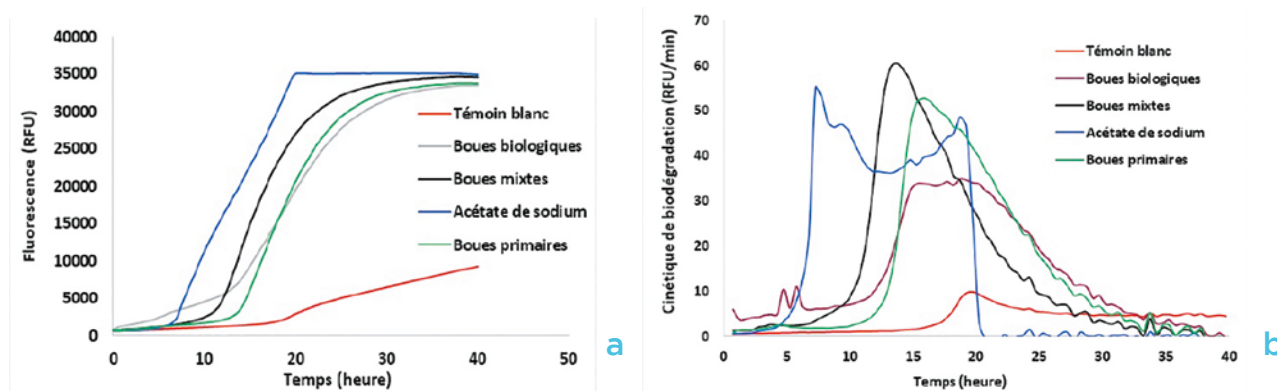 40000
35000
30000
25000
20000
15000
10000
5000
0
Fluorescence (RFU)
0 10 20 30 40 50
Temps (heure)
Témoin blanc
Boues biologiques
Boues mixtes
Acétate de sodium
Boues primaires
a
70
60
50
40
30
20
10
0
Cinétique de biodégradation (RFU/min)
0 5 10 15 20 25 30 35 40
Temps (heure)
Témoin blanc
Boues biologiques
Boues mixtes
Acétate de sodium
Boues primaires
b